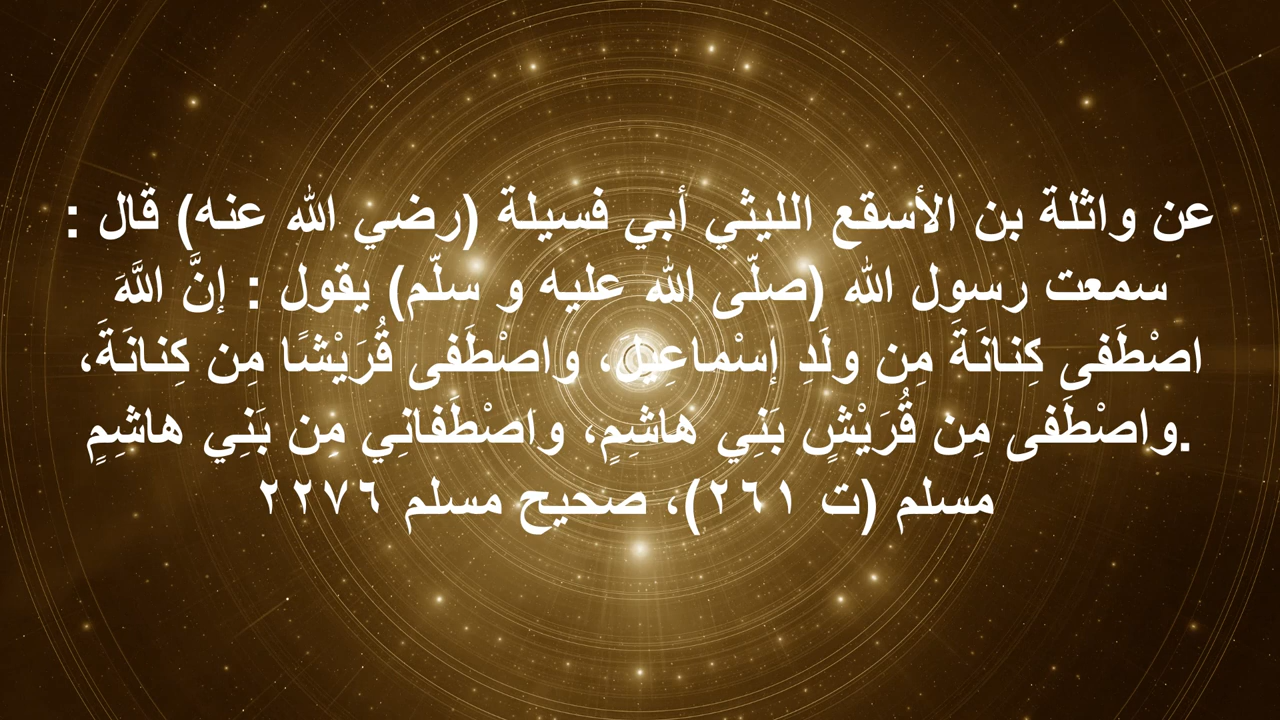 عن واثلة بن الأسقع الليثي أبي فسيلة (رضي الله عنه) قال :
سمعت رسول الله (صلّى الله عليه و سلّم) يقول : إنَّ اللَّهَ
اصْطَفى كِنانَةَ مِن ولَدِ إسْماعِيلَ، واصْطَفى قُرَيْشًا مِن كِنانَةَ،
واصْطَفى مِن قُرَيْشٍ بَنِي هاشِمٍ، واصْطَفانِي مِن بَنِي هاشِمٍ.
مسلم (ت ٢٦١)، صحيح مسلم ٢٢٧٦